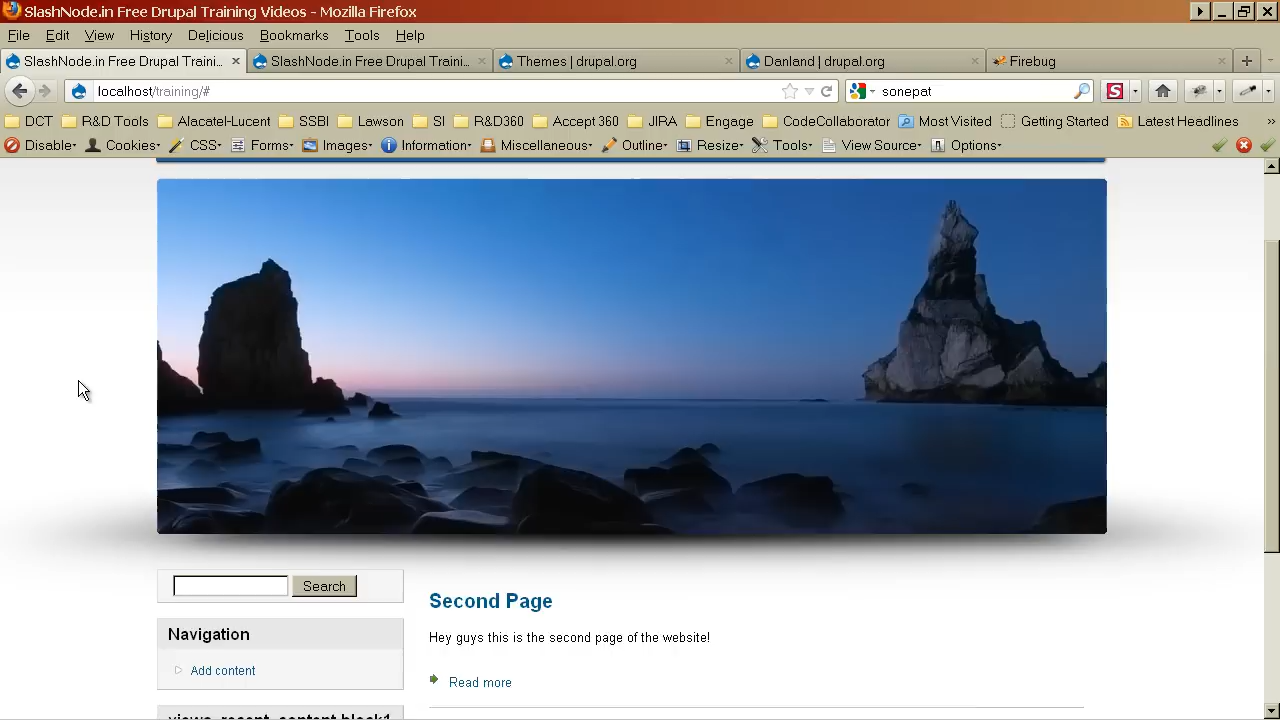 SlashNode.in Free Drupal Training Videos - Mozilla Firefox
File Edit View History Delicious Bookmarks Tools Help
SlashNode.in Free Drupal Traini... SlashNode.in Free Drupal Traini... Themes | drupal.org Danland | drupal.org Firebug
localhost/training/# sonepat
DCT R&D Tools Alacatel-Lucent SSBI Lawson SI R&D360 Accept 360 JIRA Engage CodeCollaborator Most Visited Getting Started Latest Headlines
Disable Cookies CSS Forms Images Information Miscellaneous Outline Resize Tools View Source Options
Search
Second Page
Hey guys this is the second page of the website!
Navigation
Add content
Read more
views_recent_content block1